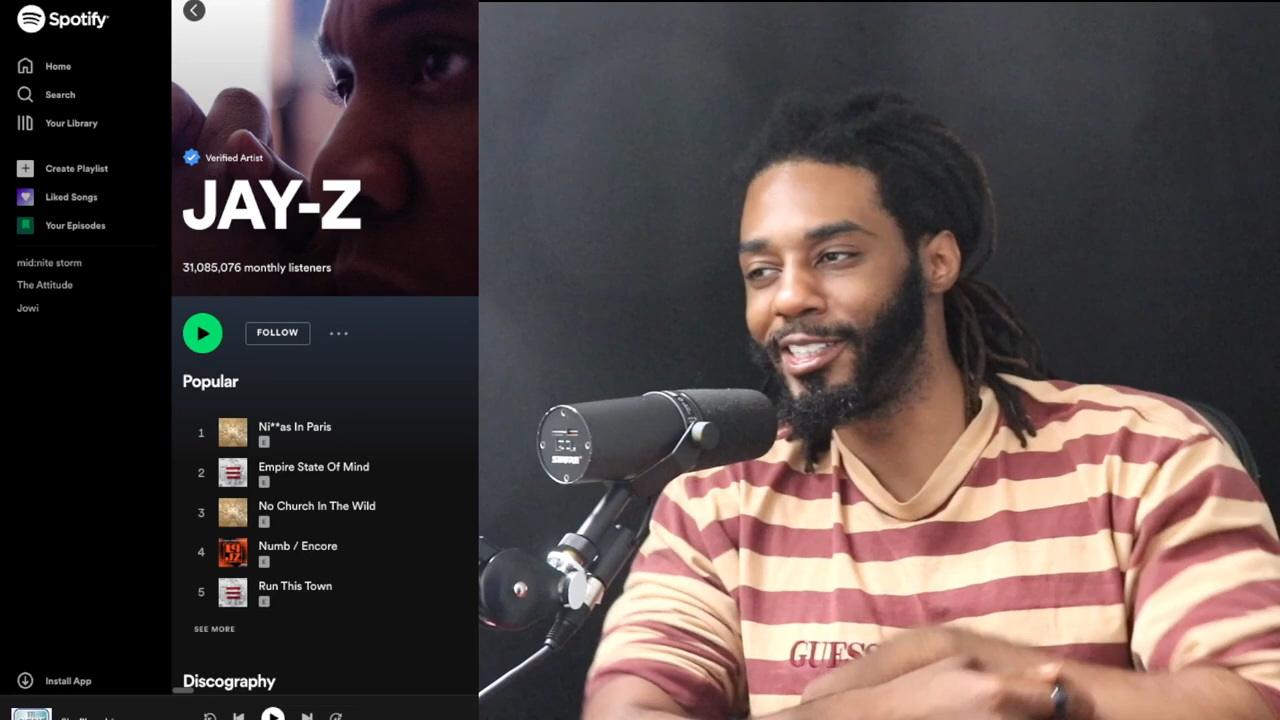 Spotify
Home
Search
Your Library
Create Playlist
Liked Songs
Your Episodes
mid:nite storm
The Attitude
Jowi
Install App
Verified Artist
JAY-Z
31,085,076 monthly listeners
FOLLOW
Popular
1 Ni**as In Paris
E
2 Empire State Of Mind
E
3 No Church In The Wild
E
4 Numb / Encore
E
5 Run This Town
E
SEE MORE
Discography
SHURE
GUESS